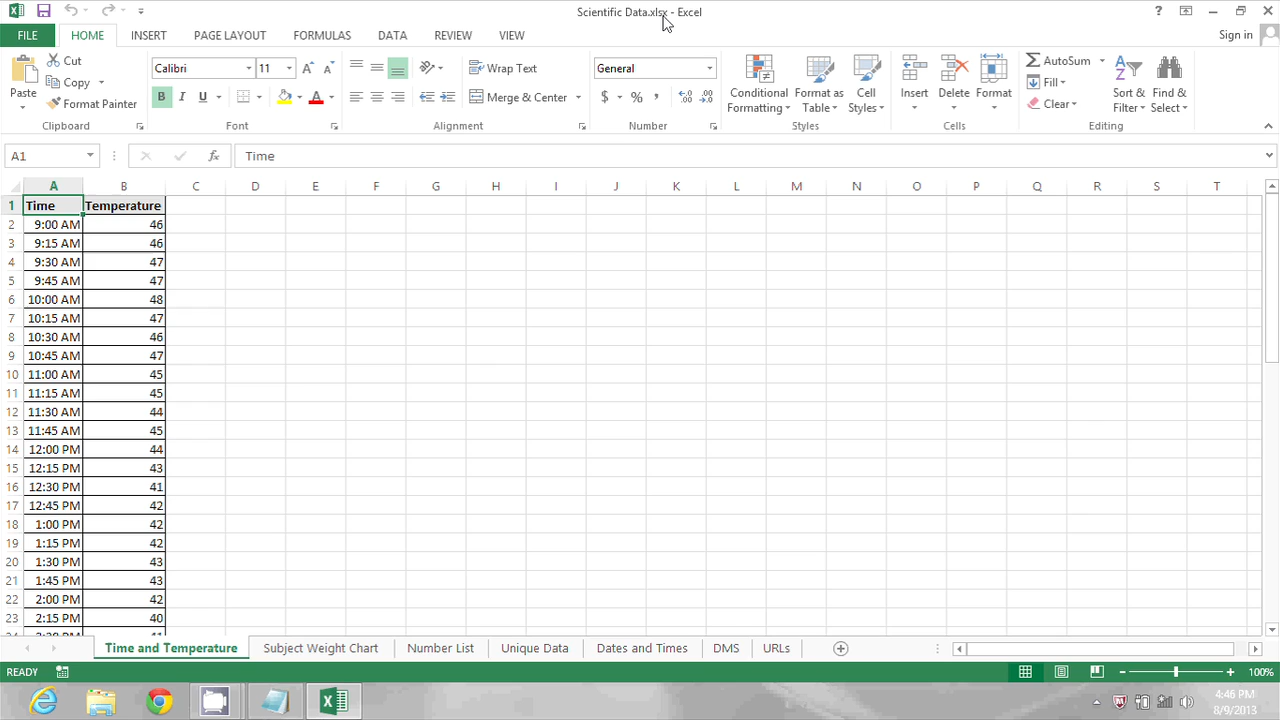 Scientific Data.xlsx - Excel
?
FILE
HOME
INSERT
PAGE LAYOUT
FORMULAS
DATA
REVIEW
VIEW
Sign in
Paste
Cut
Copy
Format Painter
Clipboard
Calibri
11
A
A
B
I
U
A
Font
Wrap Text
Merge & Center
Alignment
General
$
%
,
Number
Conditional
Formatting
Format as
Table
Cell
Styles
Styles
Insert
Delete
Format
Cells
AutoSum
Fill
Clear
Sort &
Filter
Find &
Select
Editing
A1
fx
Time
A B C D E F G H I J K L M N O P Q R S T
1 Time Temperature
2 9:00 AM 46
3 9:15 AM 46
4 9:30 AM 47
5 9:45 AM 47
6 10:00 AM 48
7 10:15 AM 47
8 10:30 AM 46
9 10:45 AM 47
10 11:00 AM 45
11 11:15 AM 45
12 11:30 AM 44
13 11:45 AM 45
14 12:00 PM 44
15 12:15 PM 43
16 12:30 PM 41
17 12:45 PM 42
18 1:00 PM 42
19 1:15 PM 42
20 1:30 PM 43
21 1:45 PM 43
22 2:00 PM 42
23 2:15 PM 40
Time and Temperature
Subject Weight Chart
Number List
Unique Data
Dates and Times
DMS
URLs
READY
100%
4:46 PM
8/9/2013